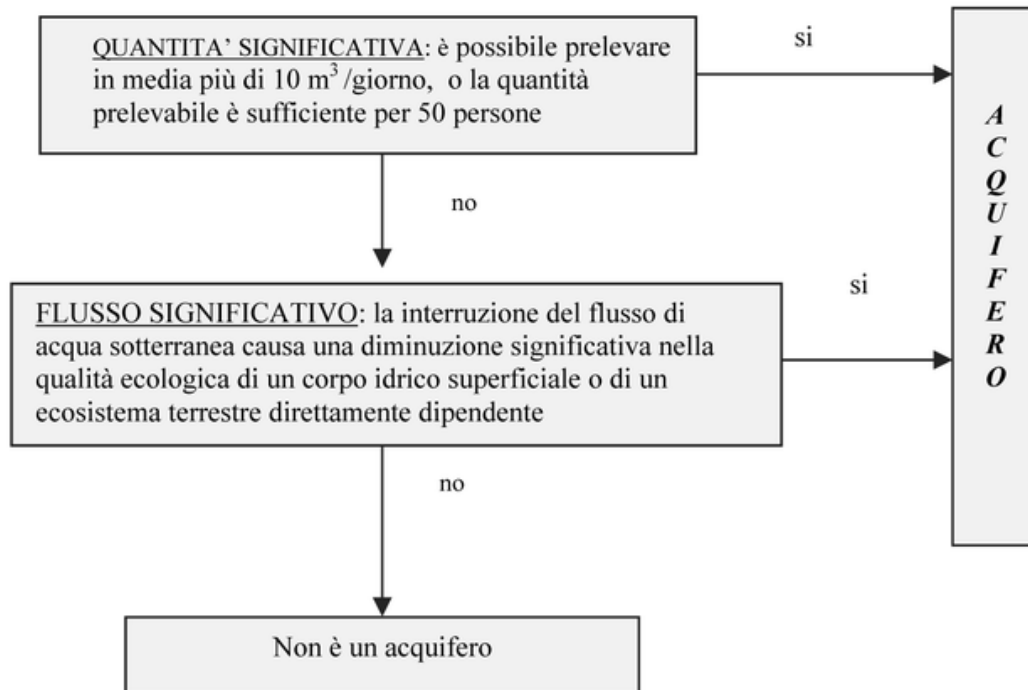 QUANTITA' SIGNIFICATIVA: è possibile prelevare
in media più di 10 m³ /giorno, o la quantità
prelevabile è sufficiente per 50 persone
si
no
FLUSSO SIGNIFICATIVO: la interruzione del flusso di
acqua sotterranea causa una diminuzione significativa nella
qualità ecologica di un corpo idrico superficiale o di un
ecosistema terrestre direttamente dipendente
si
no
Non è un acquifero
A
C
Q
U
I
F
E
R
O